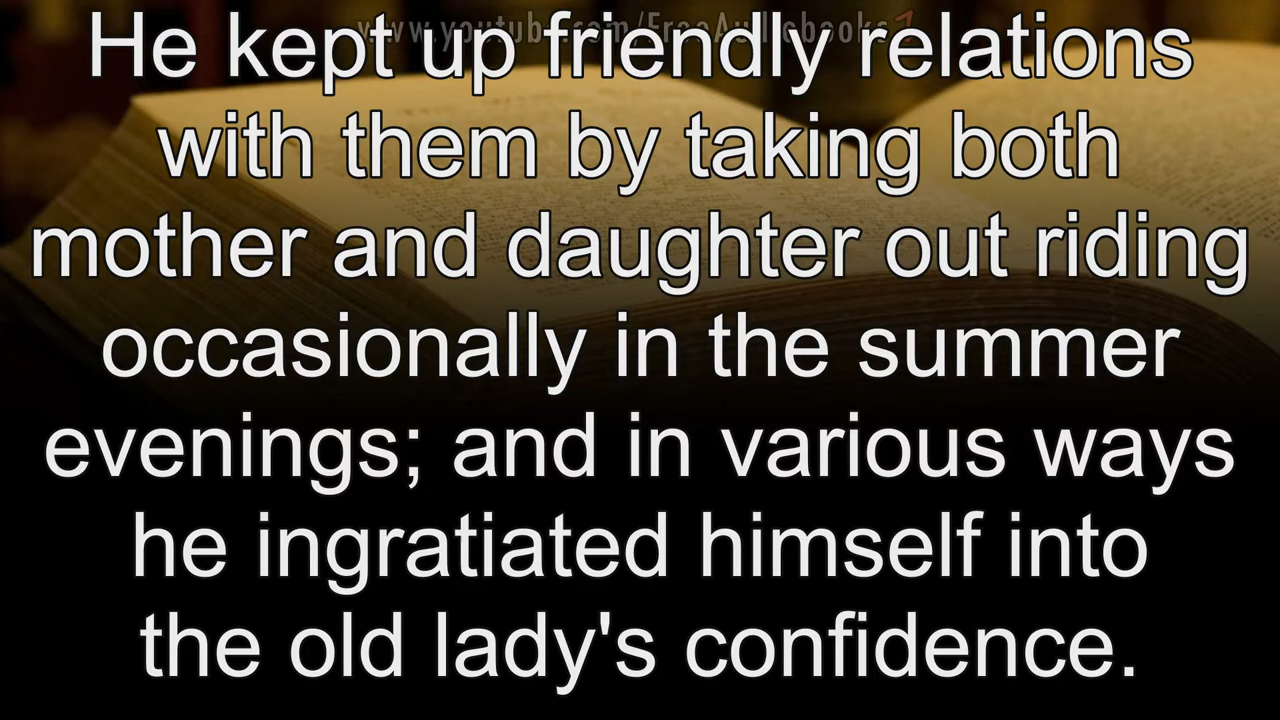 www.youtube.com/FreeAudiobooks
He kept up friendly relations
with them by taking both
mother and daughter out riding
occasionally in the summer
evenings; and in various ways
he ingratiated himself into
the old lady's confidence.